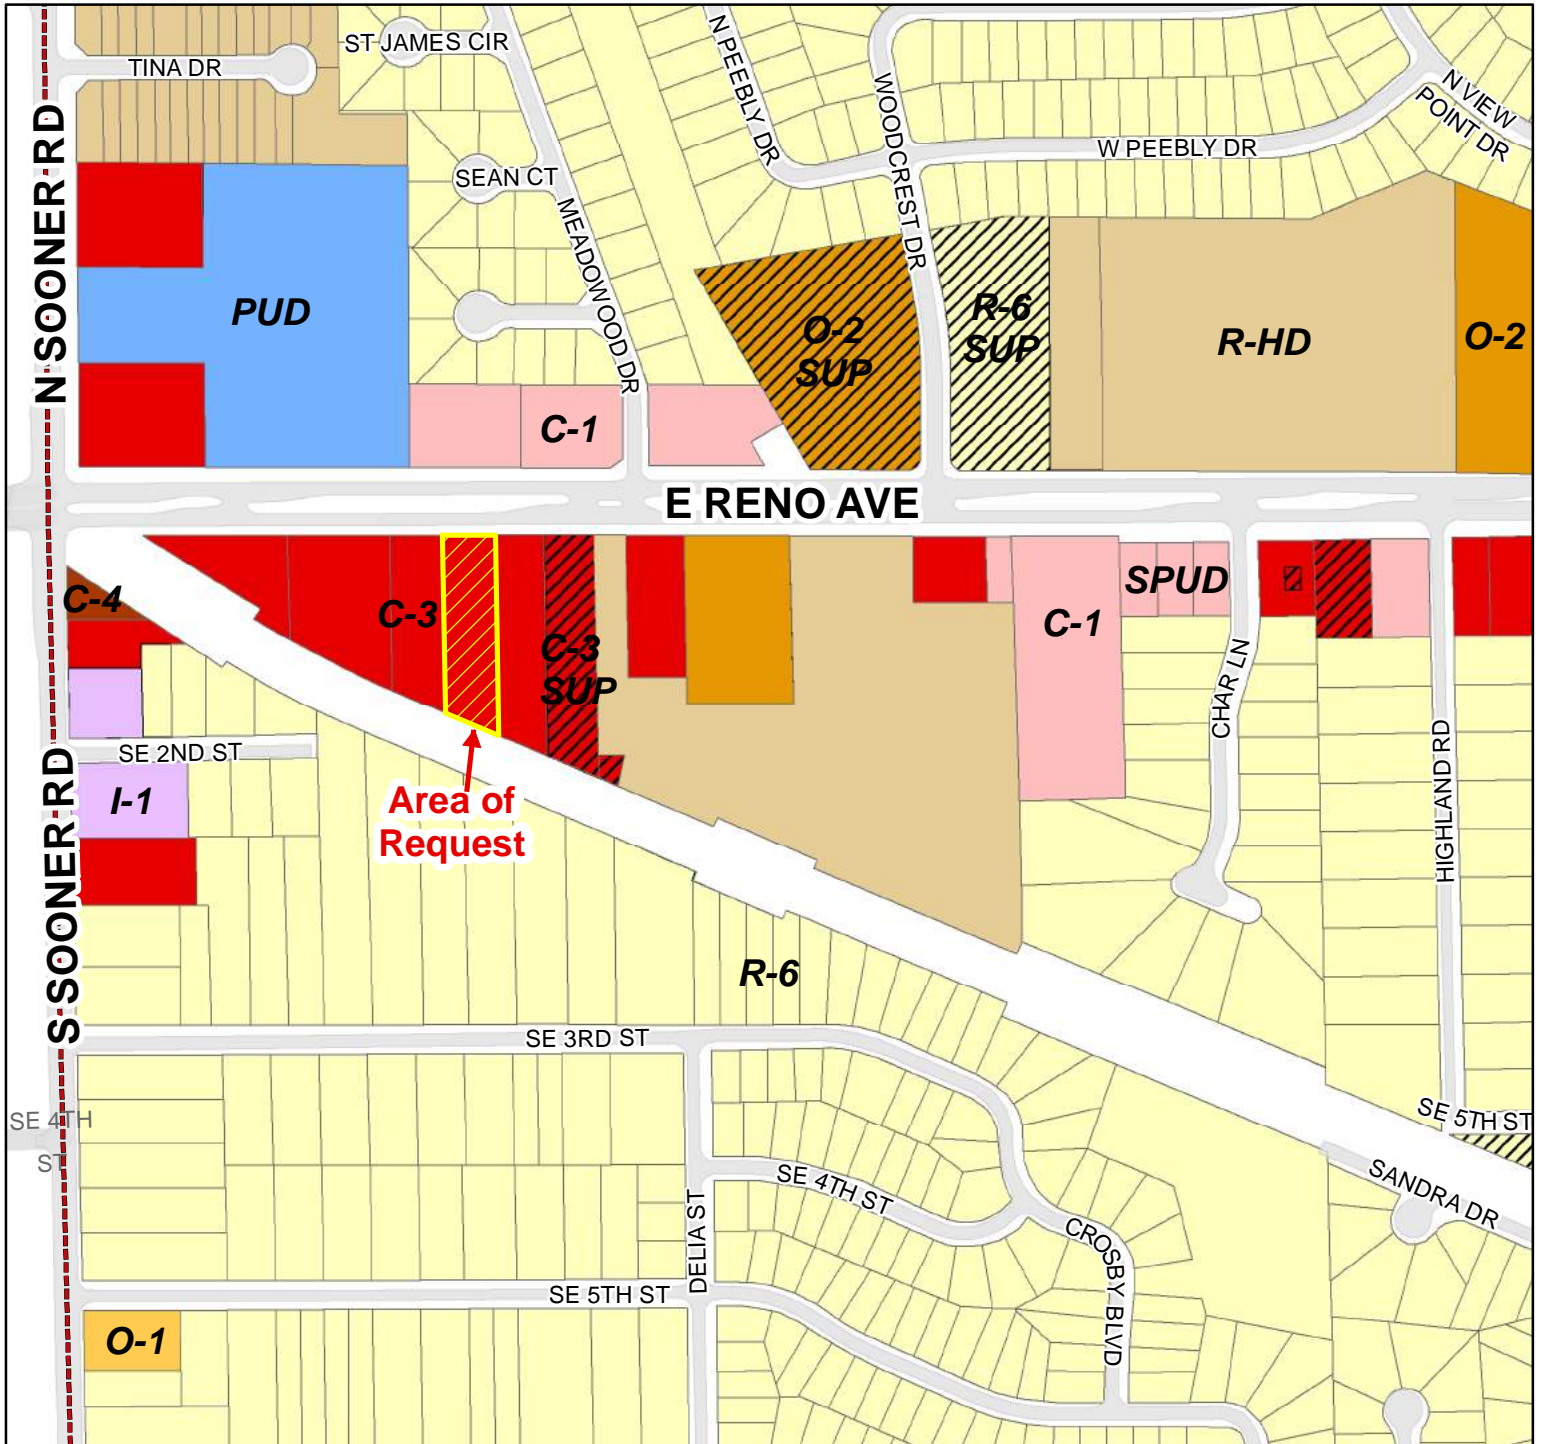 TINA DR
ST JAMES CIR
N PEEBLY DR
WOODCREST DR
N VIEW
POINT DR
W PEEBLY DR
SEAN CT
MEADOWOOD DR
N SOONER RD
PUD
O-2
SUP
R-6
SUP
R-HD
O-2
C-1
E RENO AVE
C-4
C-3
C-3
SUP
C-1
SPUD
CHAR LN
HIGHLAND RD
SE 2ND ST
I-1
Area of
Request
S SOONER RD
R-6
SE 3RD ST
SE 4TH
ST
SE 5TH ST
SANDRA DR
SE 4TH ST
DELIA ST
CROSBY BLVD
SE 5TH ST
O-1